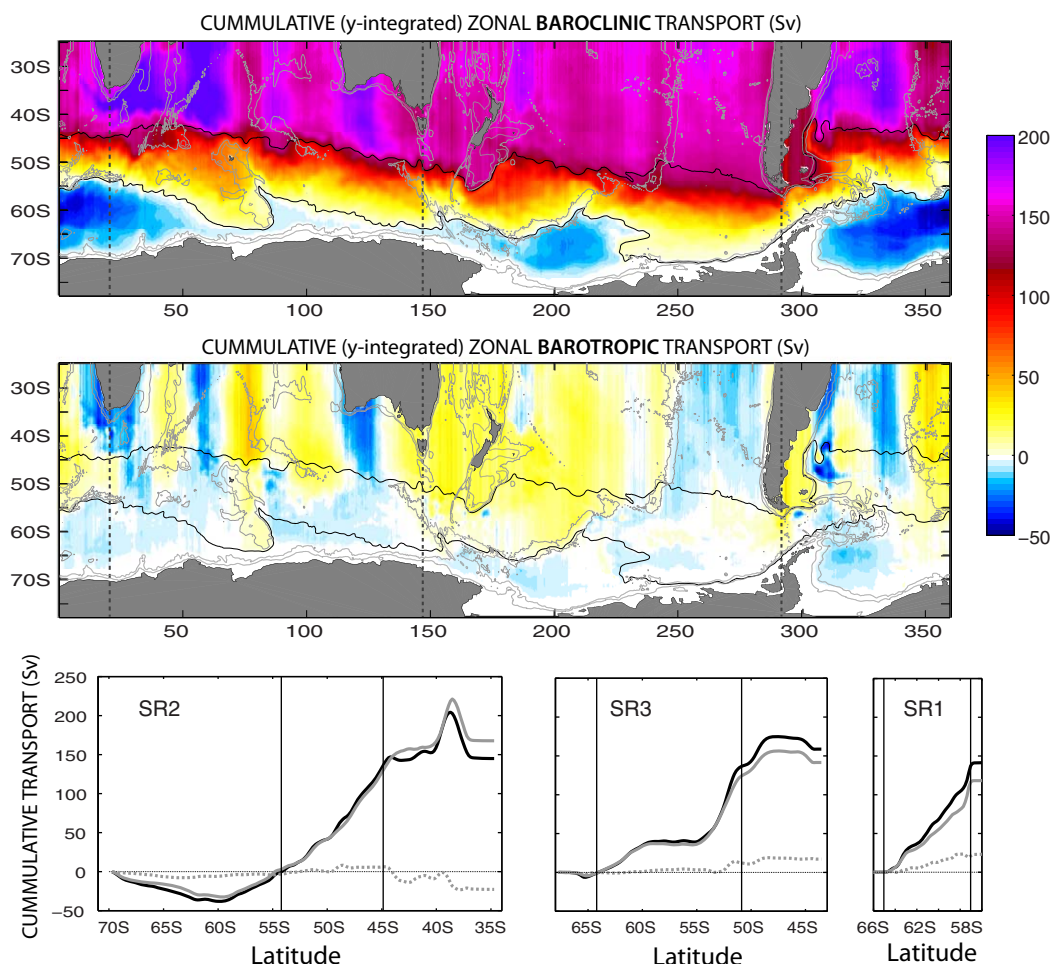 CUMMULATIVE (y-integrated) ZONAL BAROCLINIC TRANSPORT (Sv)
30S
40S
50S
60S
70S
50 100 150 200 250 300 350
CUMMULATIVE (y-integrated) ZONAL BAROTROPIC TRANSPORT (Sv)
30S
40S
50S
60S
70S
50 100 150 200 250 300 350
200
150
100
50
0
−50
CUMMULATIVE TRANSPORT (Sv)
250
200
150
100
50
0
−50
SR2
70S 65S 60S 55S 50S 45S 40S 35S
Latitude
SR3
65S 60S 55S 50S 45S
Latitude
SR1
66S 62S 58S
Latitude